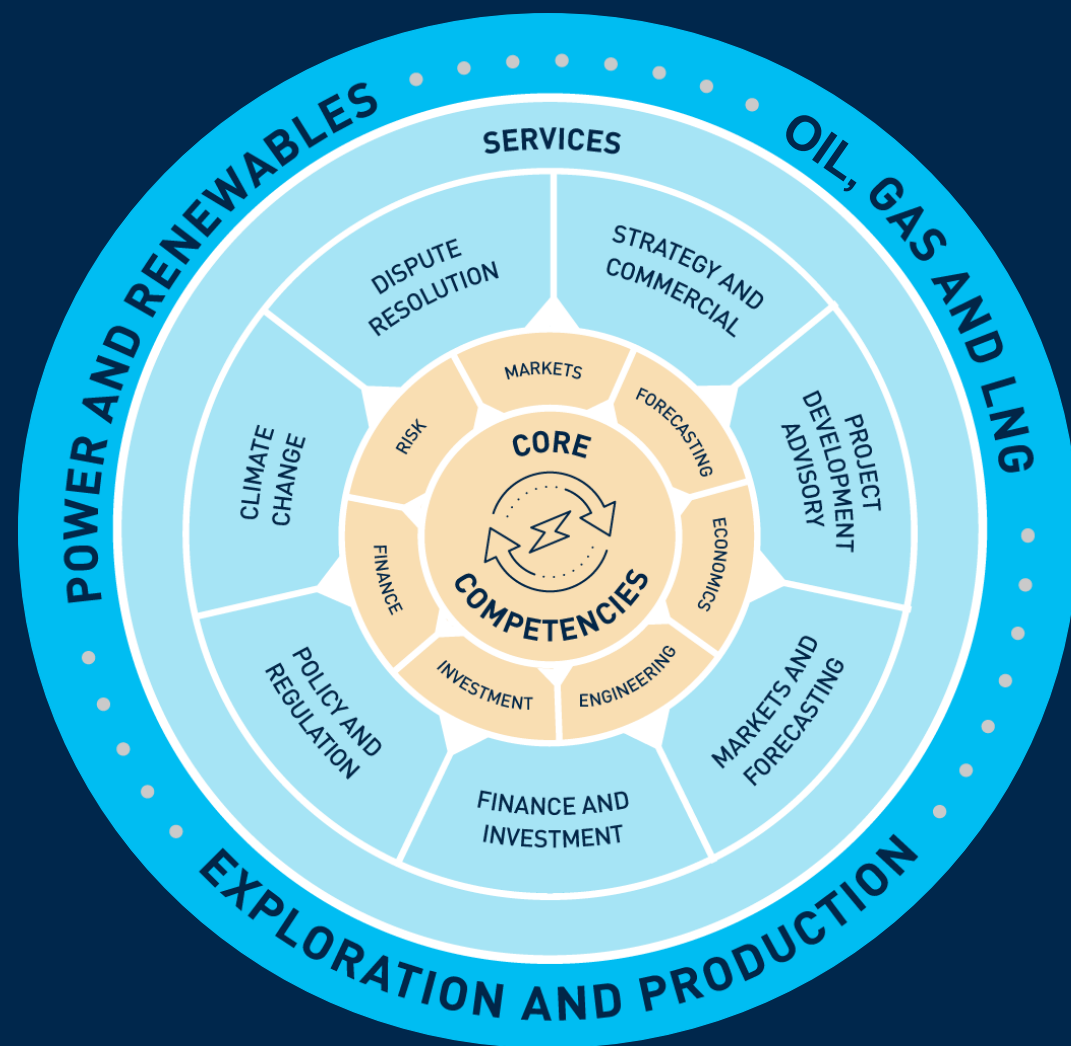 POWER AND RENEWABLES
OIL, GAS AND LNG
EXPLORATION AND PRODUCTION
SERVICES
STRATEGY AND
COMMERCIAL
PROJECT
DEVELOPMENT
ADVISORY
MARKETS AND
FORECASTING
FINANCE AND
INVESTMENT
POLICY AND
REGULATION
CLIMATE
CHANGE
DISPUTE
RESOLUTION
MARKETS
FORECASTING
ECONOMICS
ENGINEERING
INVESTMENT
FINANCE
RISK
CORE
COMPETENCIES